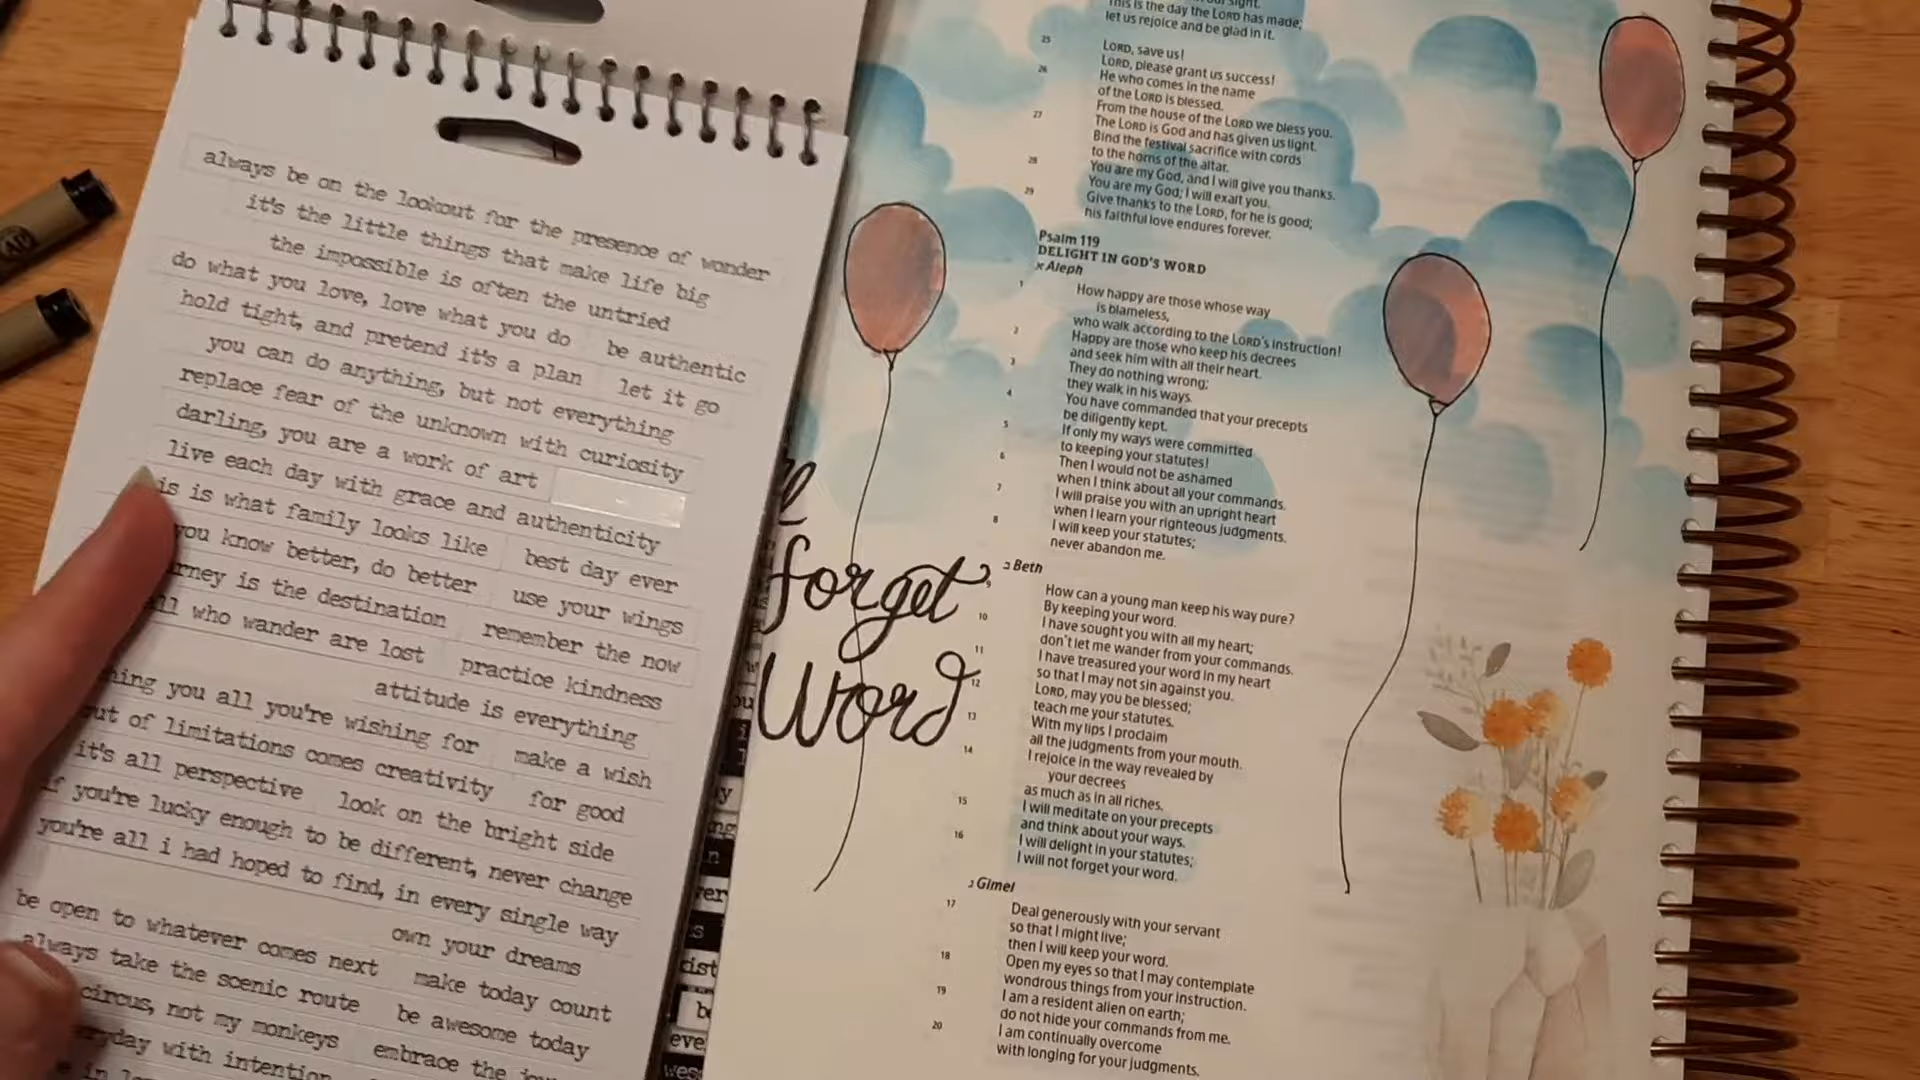 always be on the lookout for the presence of wonder
it's the little things that make life big
the impossible is often the untried
do what you love, love what you do be authentic
hold tight, and pretend it's a plan let it go
you can do anything, but not everything
replace fear of the unknown with curiosity
darling, you are a work of art
live each day with grace and authenticity
is is what family looks like best day ever
you know better, do better use your wings
rney is the destination remember the now
all who wander are lost practice kindness
attitude is everything
hing you all you're wishing for make a wish
out of limitations comes creativity for good
it's all perspective look on the bright side
if you're lucky enough to be different, never change
you're all i had hoped to find, in every single way
own your dreams
be open to whatever comes next make today count
always take the scenic route be awesome today
circus, not my monkeys embrace the
ryday with intention
forget
Word
This is the day the LORD has made;
let us rejoice and be glad in it.
25 LORD, save us!
LORD, please grant us success!
26 He who comes in the name
of the LORD is blessed.
From the house of the LORD we bless you.
27 The LORD is God and has given us light.
Bind the festival sacrifice with cords
to the horns of the altar.
28 You are my God, and I will give you thanks.
You are my God; I will exalt you.
29 Give thanks to the LORD, for he is good;
his faithful love endures forever.
Psalm 119
DELIGHT IN GOD'S WORD
א Aleph
1 How happy are those whose way
is blameless,
who walk according to the LORD's instruction!
2 Happy are those who keep his decrees
and seek him with all their heart.
3 They do nothing wrong;
they walk in his ways.
4 You have commanded that your precepts
be diligently kept.
5 If only my ways were committed
to keeping your statutes!
6 Then I would not be ashamed
when I think about all your commands.
7 I will praise you with an upright heart
when I learn your righteous judgments.
8 I will keep your statutes;
never abandon me.
ב Beth
9 How can a young man keep his way pure?
By keeping your word.
10 I have sought you with all my heart;
don't let me wander from your commands.
11 I have treasured your word in my heart
so that I may not sin against you.
12 LORD, may you be blessed;
teach me your statutes.
13 With my lips I proclaim
all the judgments from your mouth.
14 I rejoice in the way revealed by
your decrees
as much as in all riches.
15 I will meditate on your precepts
and think about your ways.
16 I will delight in your statutes;
I will not forget your word.
ג Gimel
17 Deal generously with your servant
so that I might live;
then I will keep your word.
18 Open my eyes so that I may contemplate
wondrous things from your instruction.
19 I am a resident alien on earth;
do not hide your commands from me.
20 I am continually overcome
with longing for your judgments.